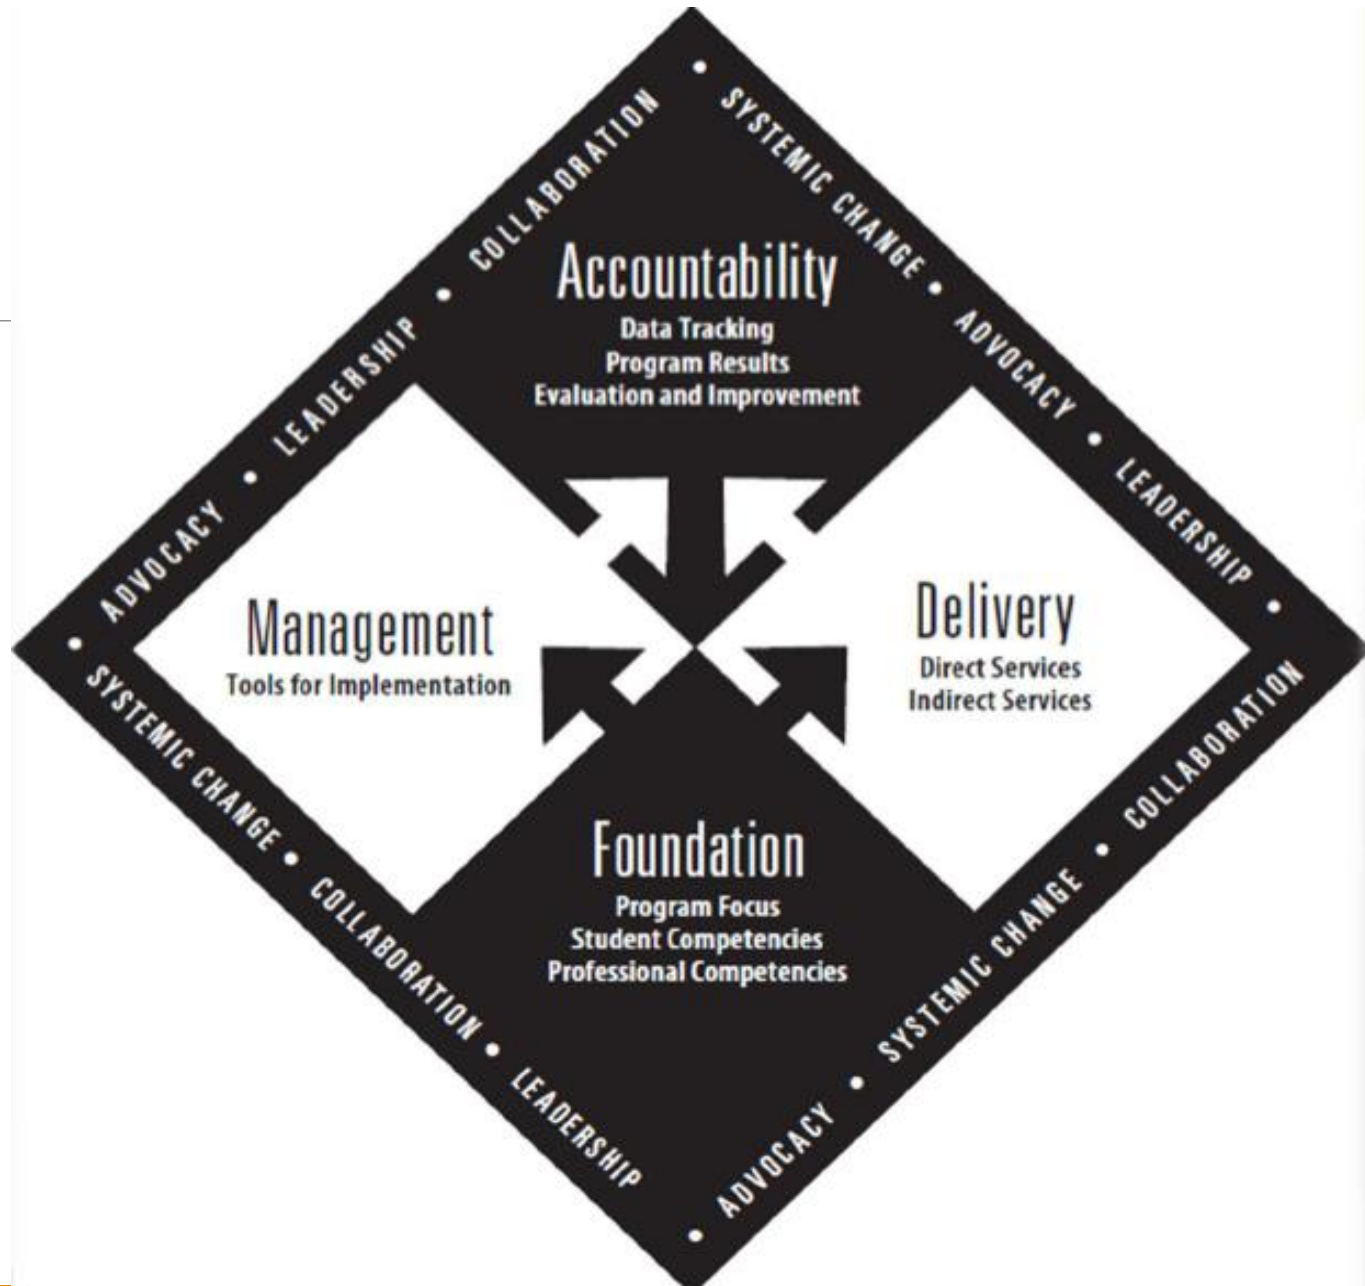 COLLABORATION
SYSTEMIC CHANGE
LEADERSHIP
ADVOCACY
ADVOCACY
LEADERSHIP
Accountability
Data Tracking
Program Results
Evaluation and Improvement
Management
Tools for Implementation
Delivery
Direct Services
Indirect Services
Foundation
Program Focus
Student Competencies
Professional Competencies
SYSTEMIC CHANGE • COLLABORATION • LEADERSHIP
ADVOCACY • SYSTEMIC CHANGE • COLLABORATION